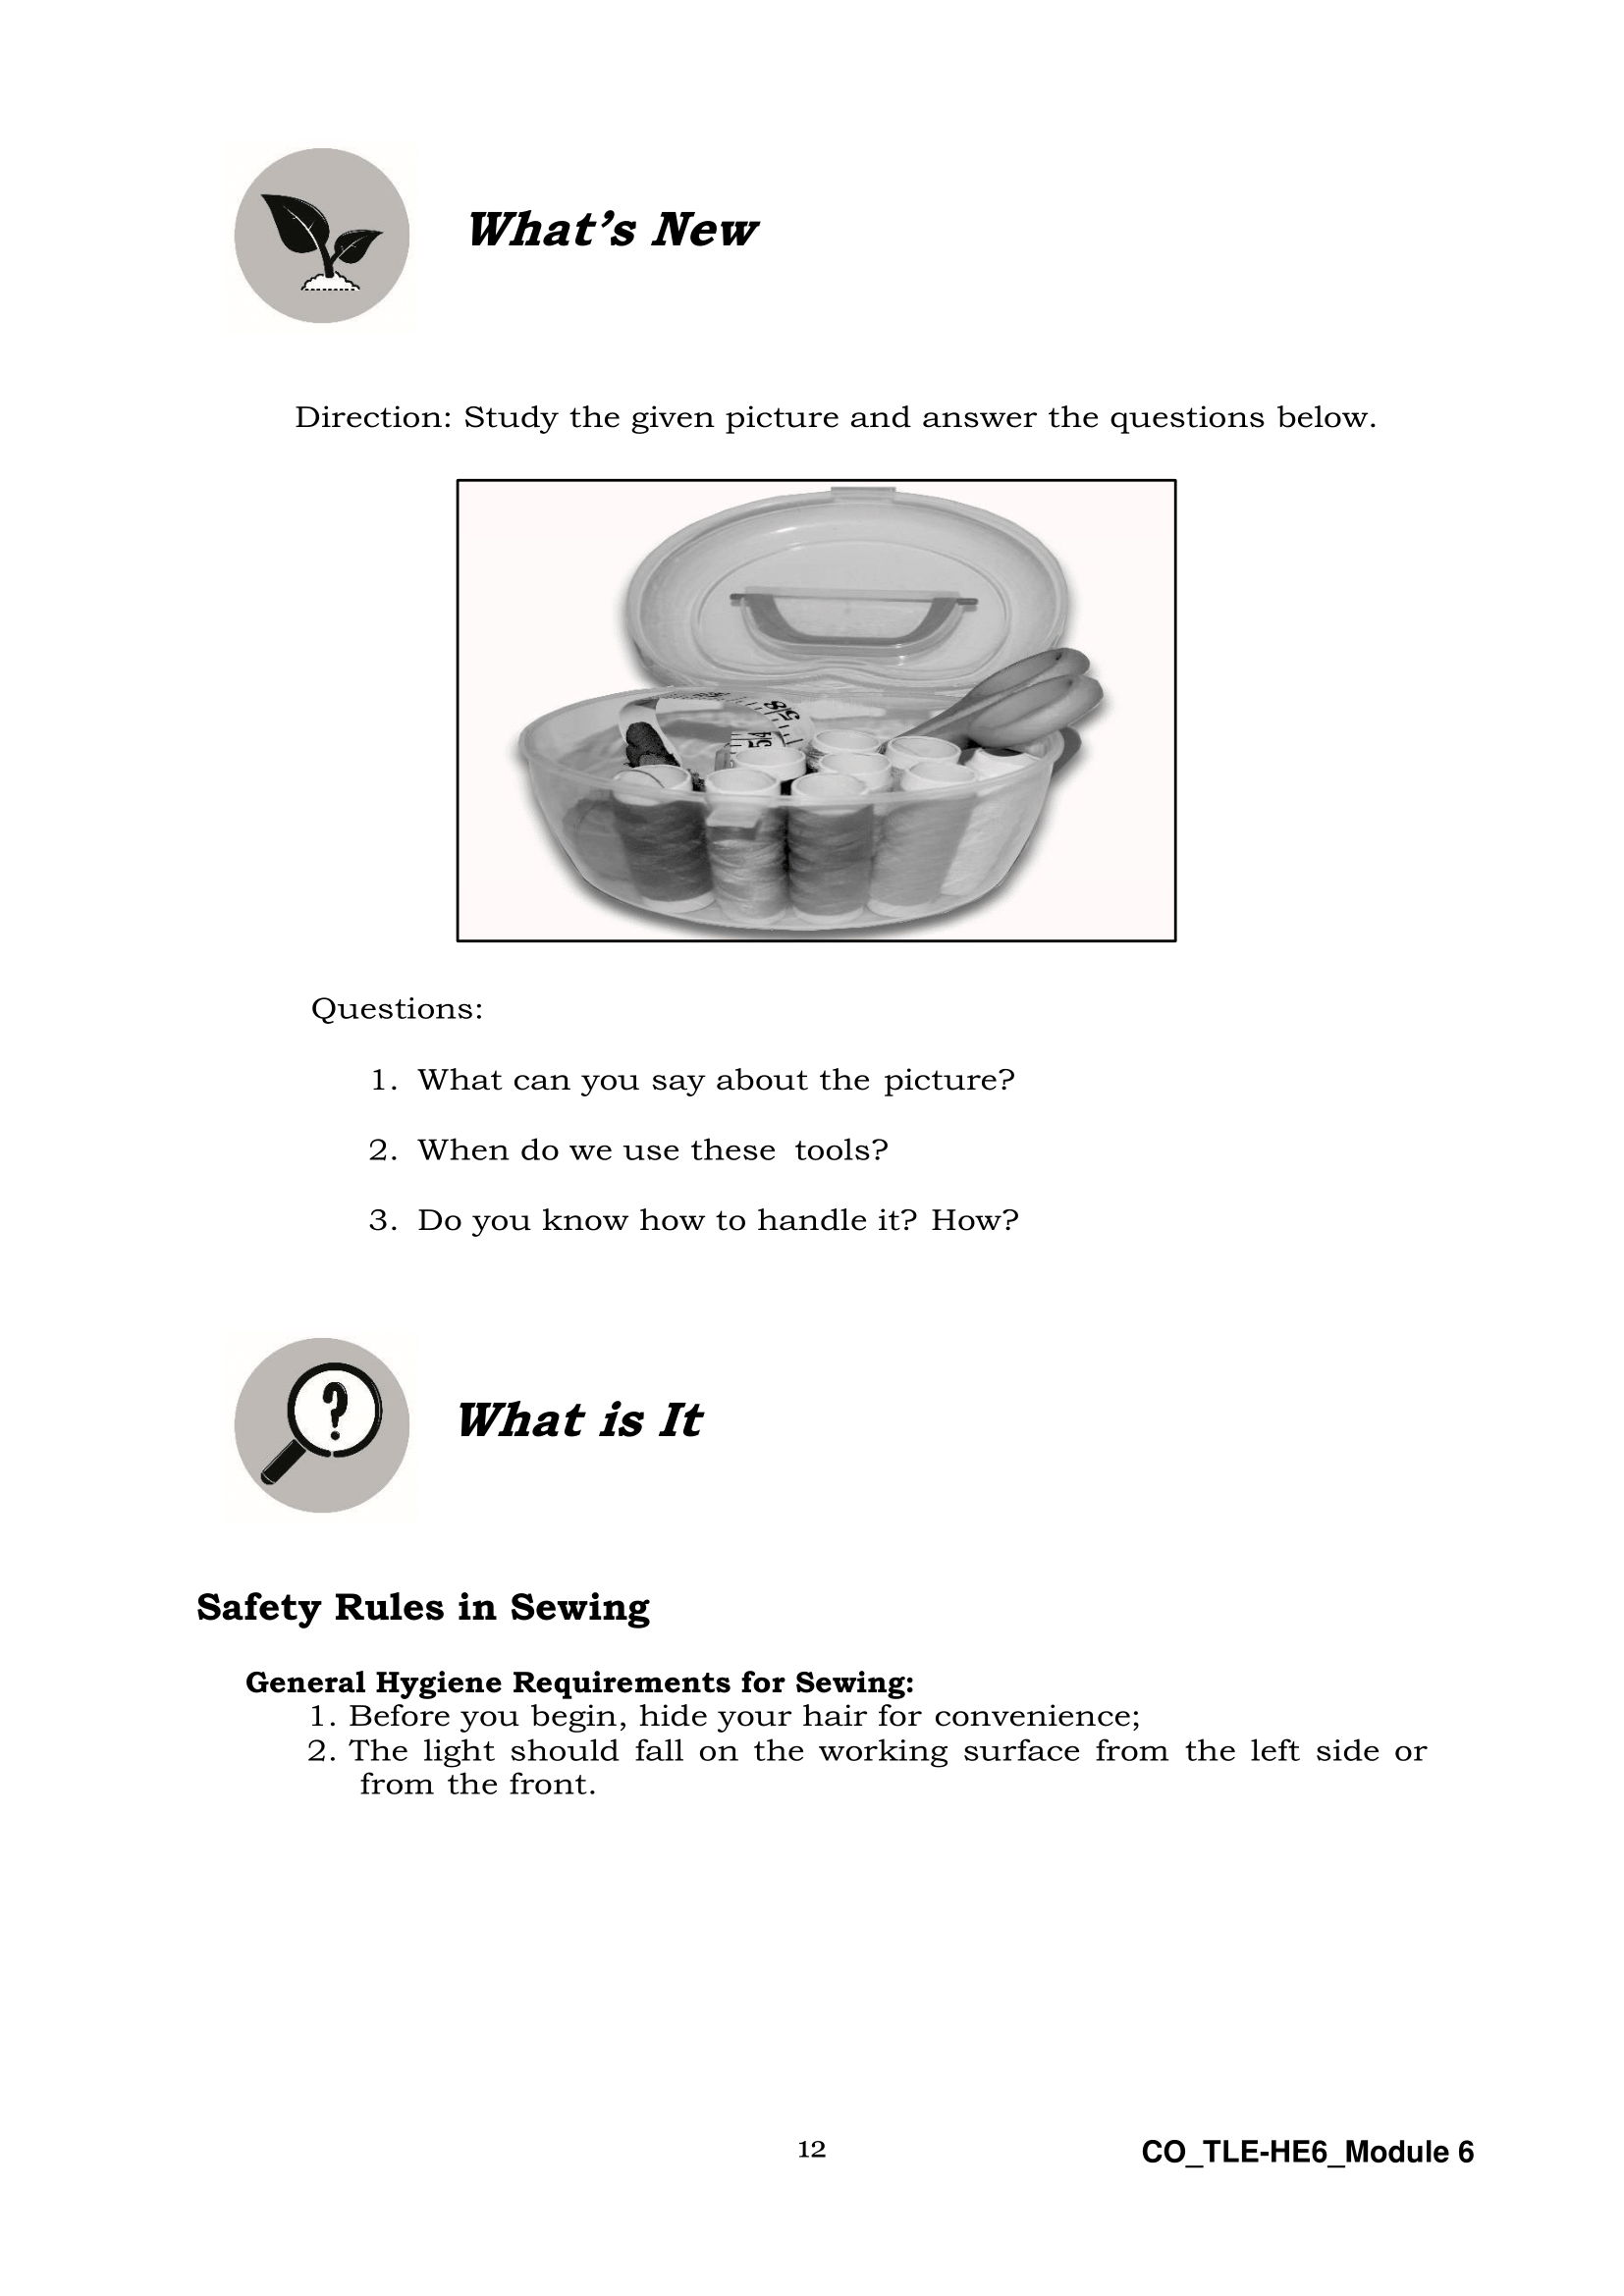 What’s New
Direction: Study the given picture and answer the questions below.
Questions:
1. What can you say about the picture?
2. When do we use these tools?
3. Do you know how to handle it? How?
?
What is It
Safety Rules in Sewing
General Hygiene Requirements for Sewing:
1. Before you begin, hide your hair for convenience;
2. The light should fall on the working surface from the left side or
from the front.
12
CO_TLE-HE6_Module 6